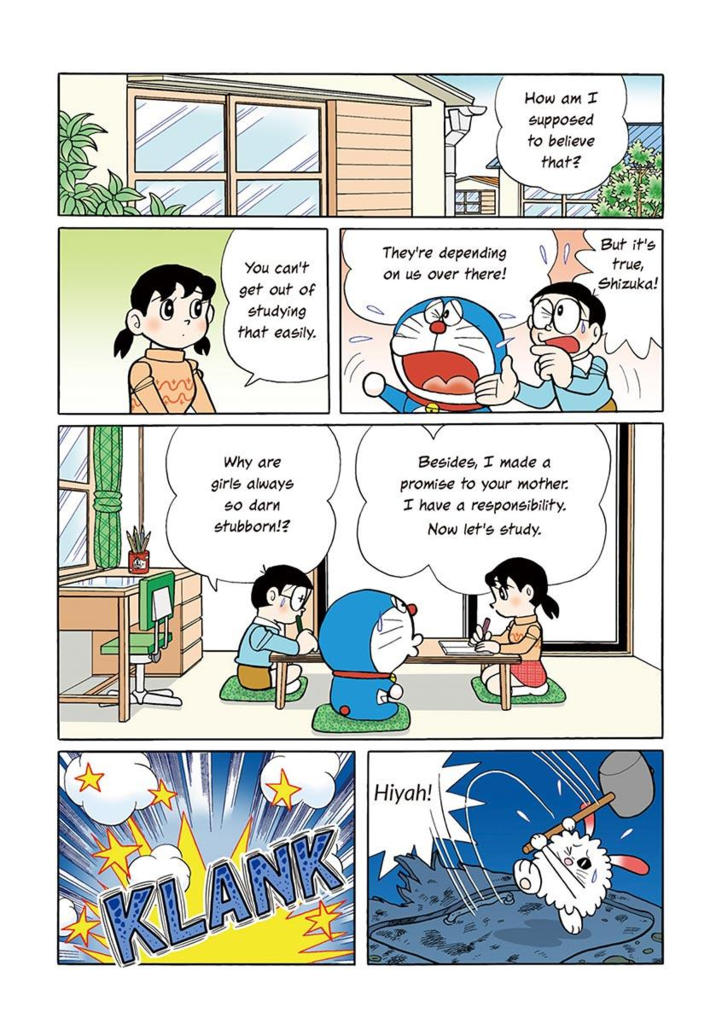 How am I
supposed
to believe
that?
You can't
get out of
studying
that easily.
They're depending
on us over there!
But it's
true,
Shizuka!
Why are
girls always
so darn
stubborn!?
Besides, I made a
promise to your mother.
I have a responsibility.
Now let's study.
KLANK
Hiyah!